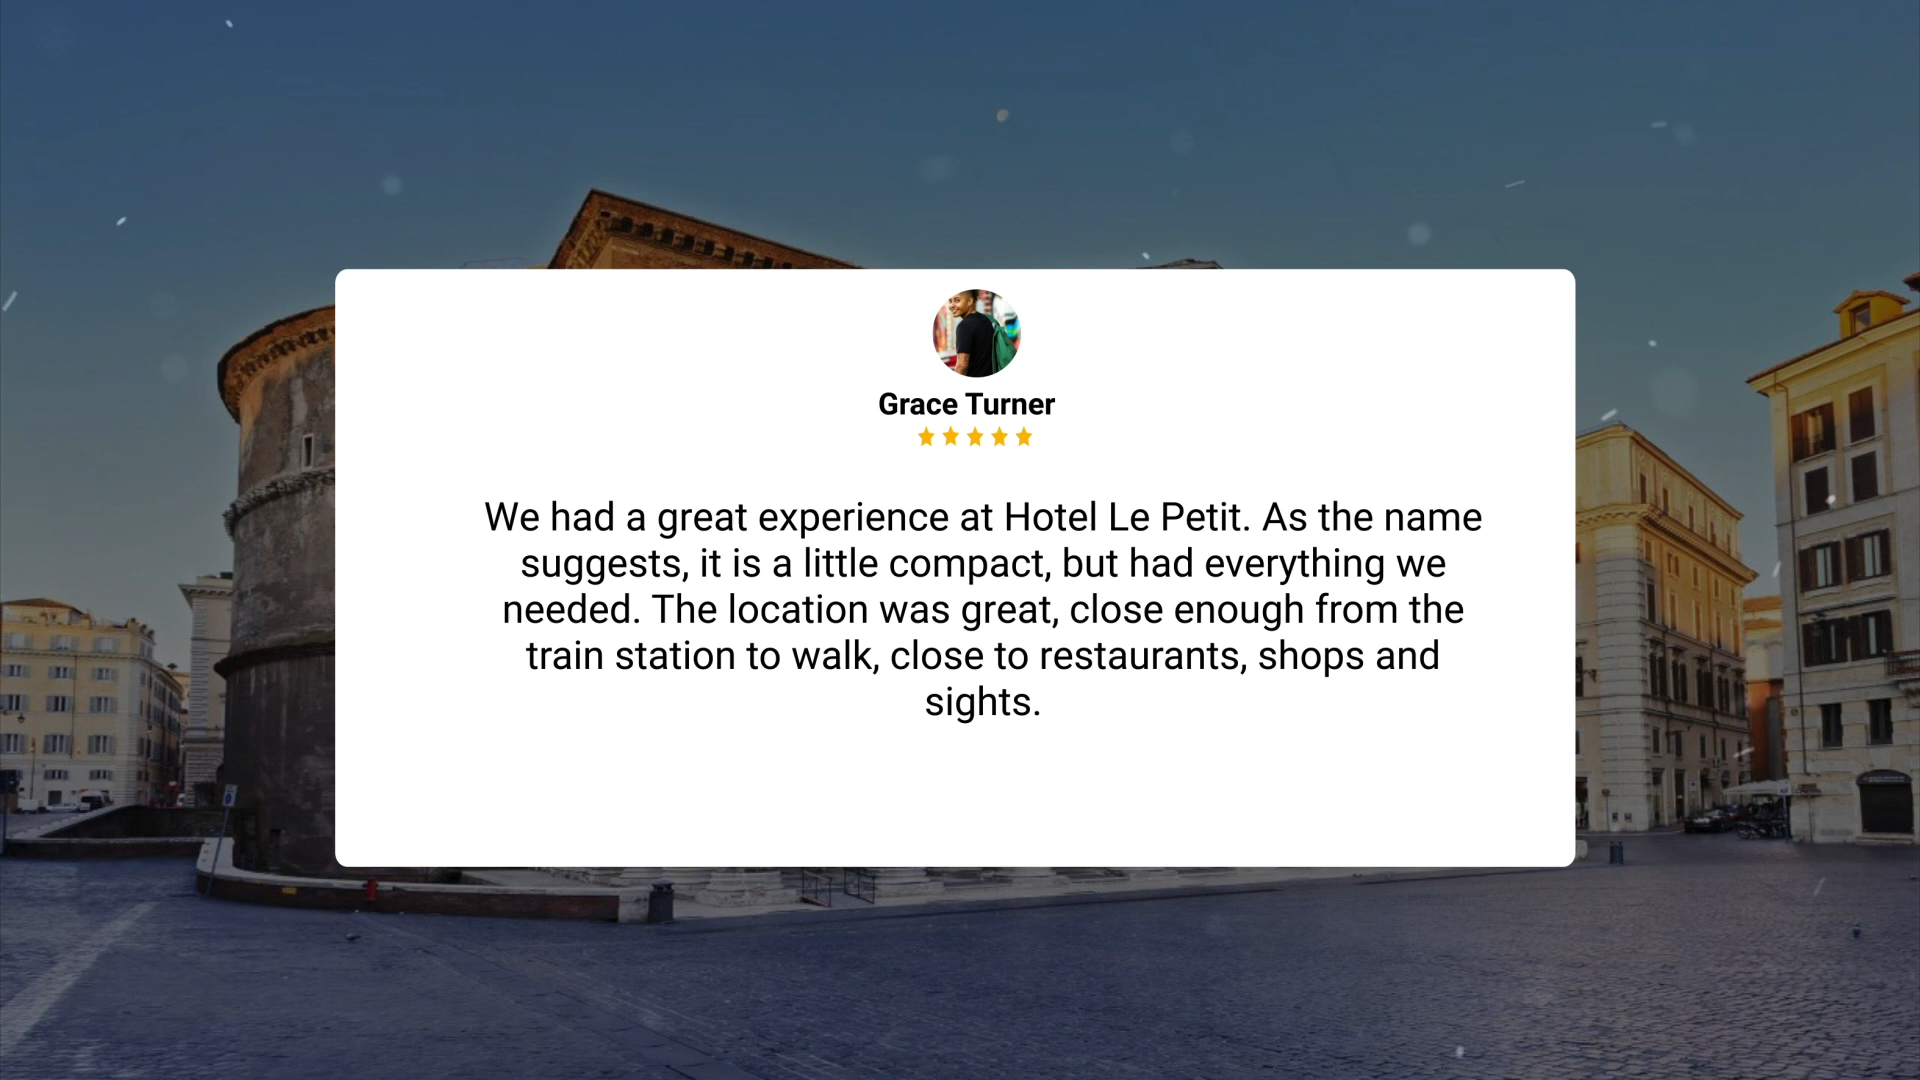 Grace Turner
We had a great experience at Hotel Le Petit. As the name
suggests, it is a little compact, but had everything we
needed. The location was great, close enough from the
train station to walk, close to restaurants, shops and
sights.